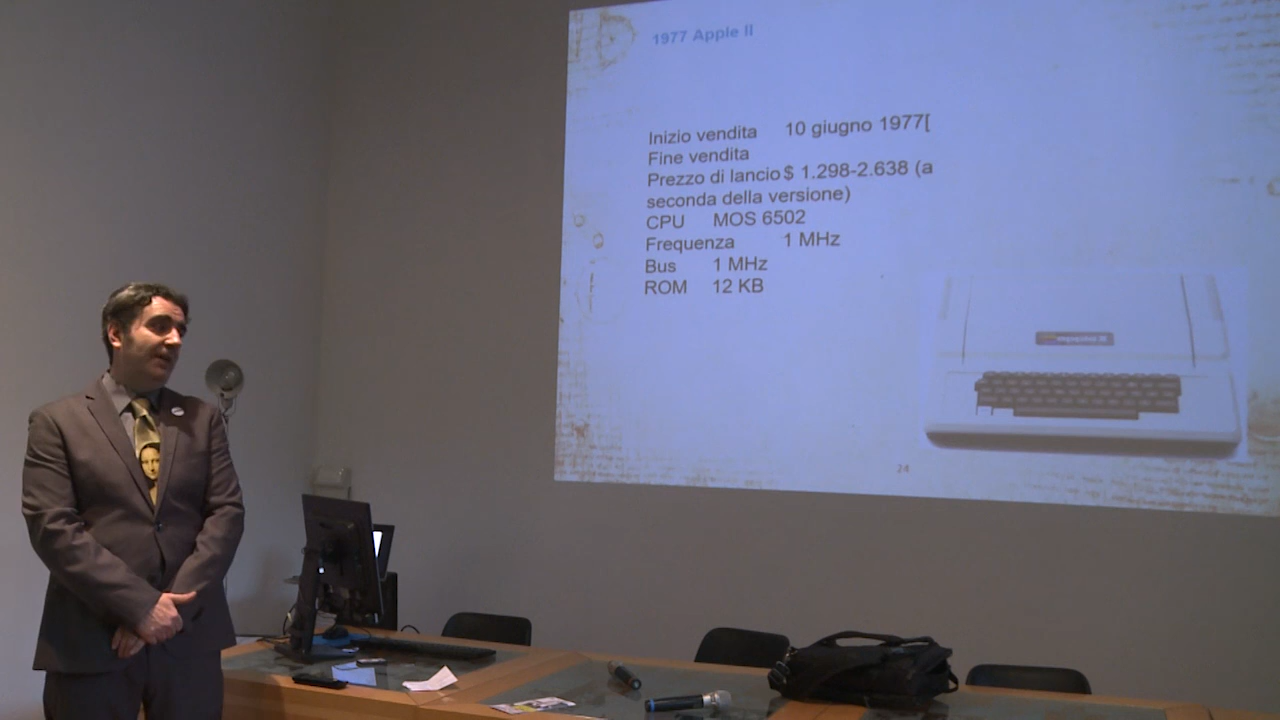 1977 Apple II
Inizio vendita 10 giugno 1977[
Fine vendita
Prezzo di lancio $ 1.298-2.638 (a
seconda della versione)
CPU MOS 6502
Frequenza 1 MHz
Bus 1 MHz
ROM 12 KB
24